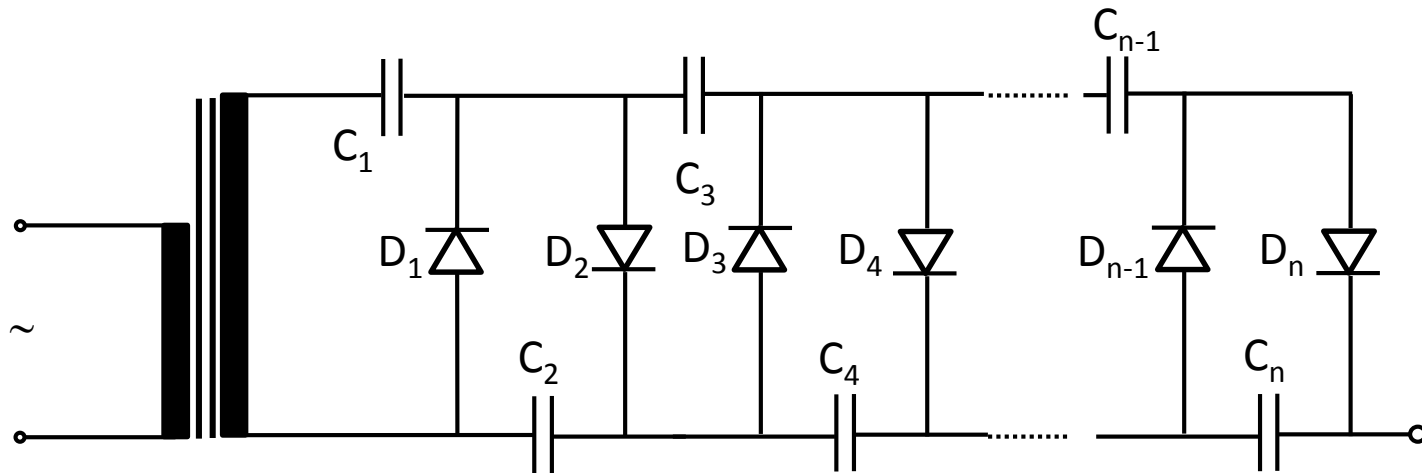 C₁
C₃
Cₙ₋₁
D₁
D₂
D₃
D₄
Dₙ₋₁
Dₙ
~
C₂
C₄
Cₙ